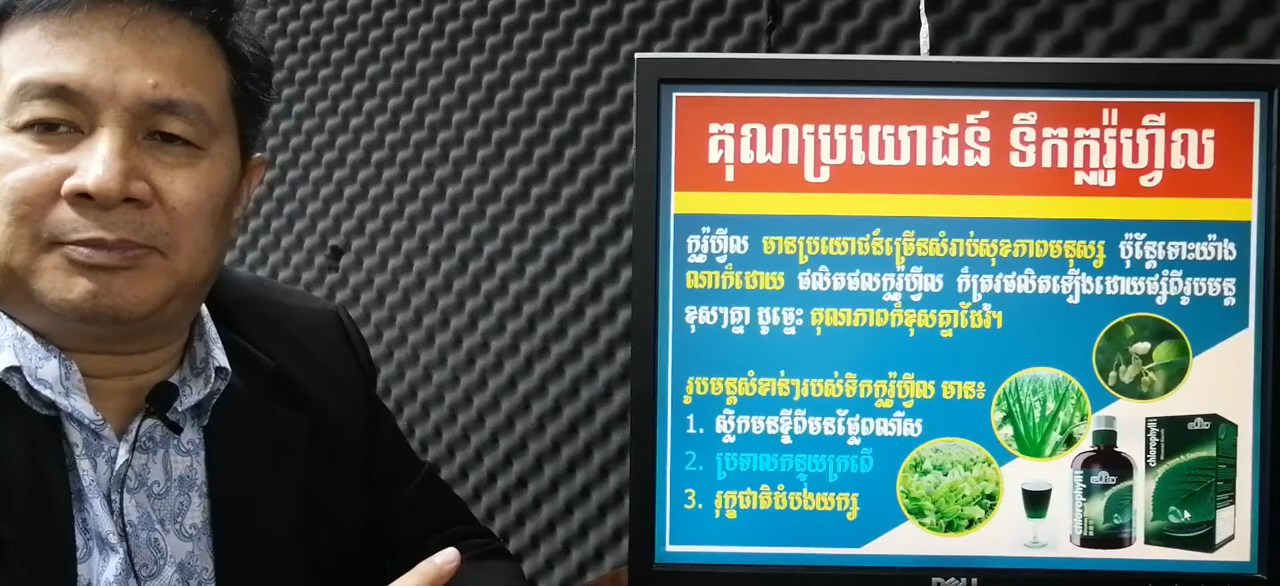 គុណប្រយោជន៍ ទឹកក្លរ៉ូហ្វីល
ក្លរ៉ូហ្វីល មានប្រយោជន៍ច្រើនសំរាប់សុខភាពមនុស្ស ប៉ុន្តែទោះយ៉ាង
ណាក៏ដោយ ផលិតផលក្លរ៉ូហ្វីល ក៏ត្រូវផលិតឡើងដោយផ្សំពីរូបមន្ត
ខុសៗគ្នា ដូច្នេះ គុណភាពក៏ខុសគ្នាដែរ។
រូបមន្តសំខាន់ៗរបស់ទឹកក្លរ៉ូហ្វីល មាន៖
1. ស្លឹកមនខ្ចីពីមនផ្លែពណ៌ស
2. ប្រទាលកន្ទុយក្រពើ
3. រុក្ខជាតិធំបង់យក្ស
chlorophyll
chlorophyll
DELL